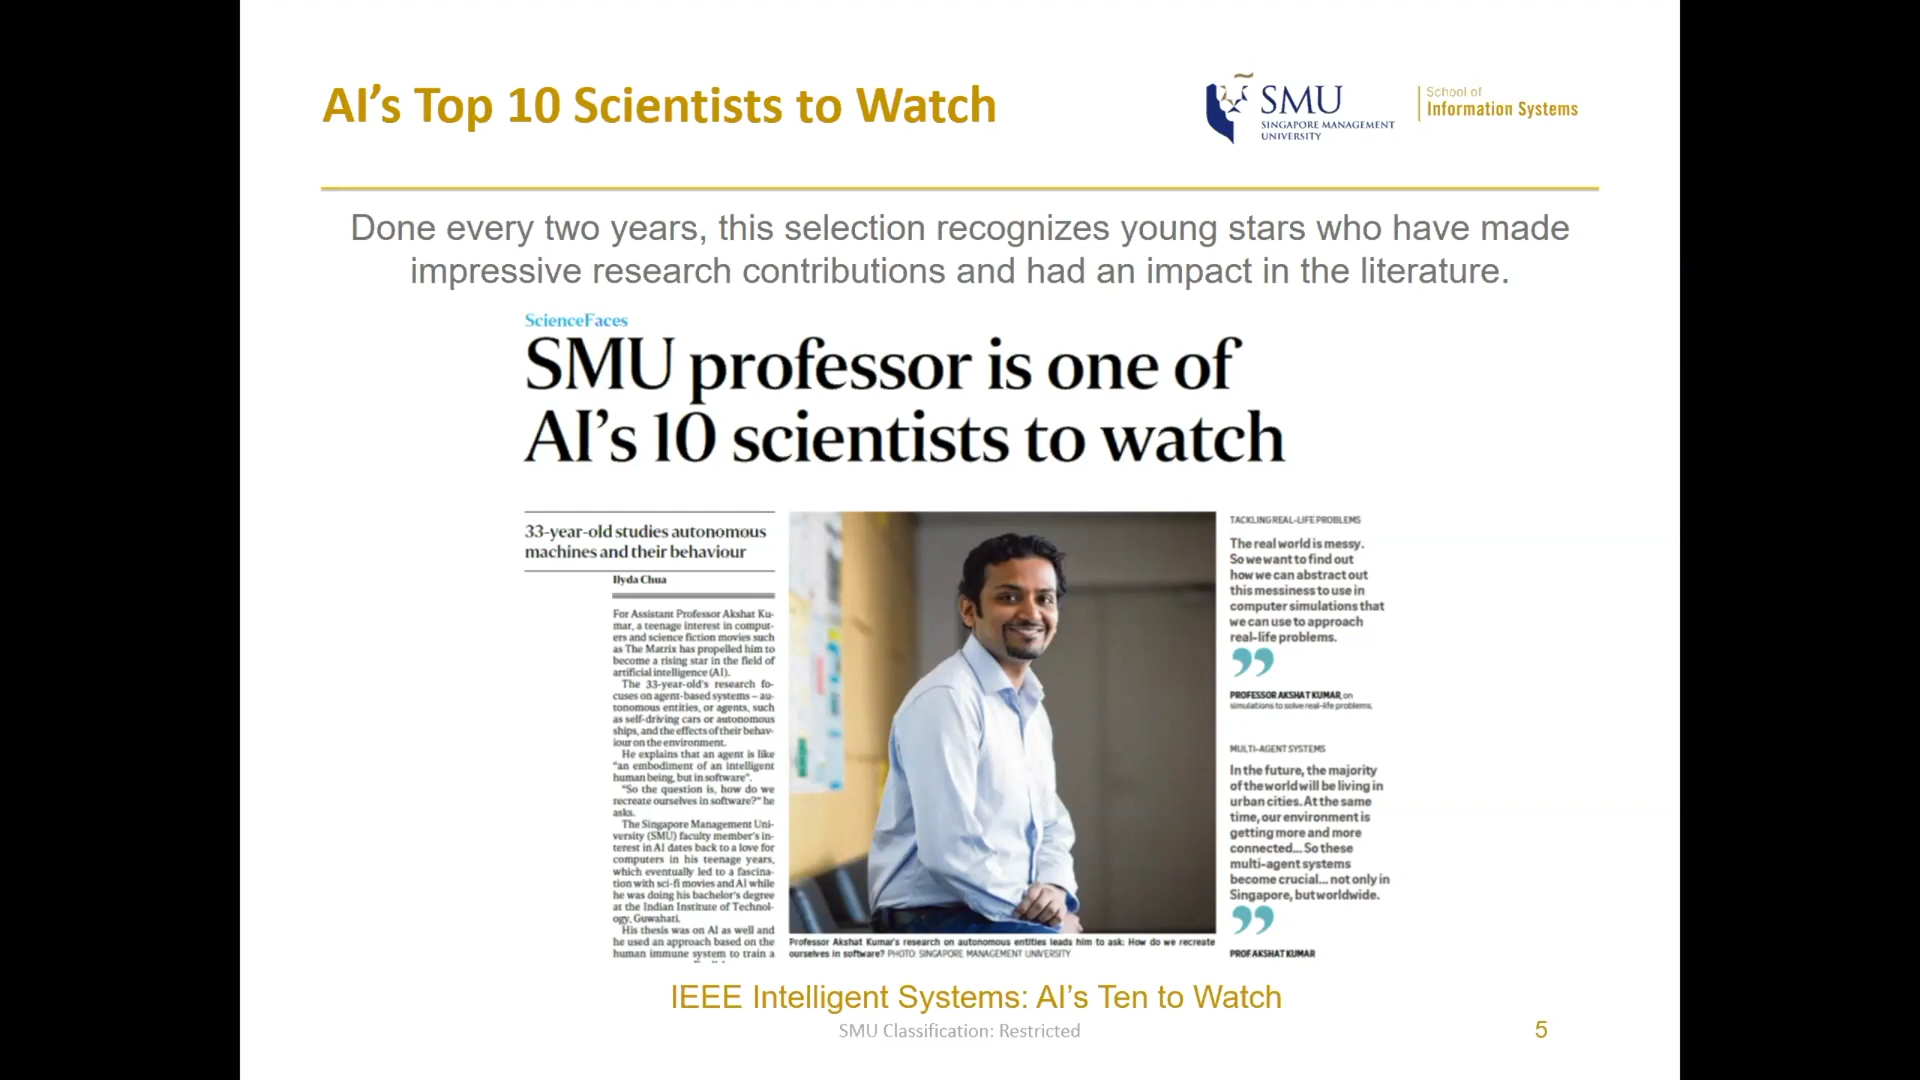 AI's Top 10 Scientists to Watch
SMU
SINGAPORE MANAGEMENT
UNIVERSITY
School of
Information Systems
Done every two years, this selection recognizes young stars who have made
impressive research contributions and had an impact in the literature.
ScienceFaces
SMU professor is one of
AI's 10 scientists to watch
33-year-old studies autonomous
machines and their behaviour
Ilyda Chua
For Assistant Professor Akshat Ku-
mar, a teenage interest in comput-
ers and science fiction movies such
as The Matrix has propelled him to
become a rising star in the field of
artificial intelligence (AI).
The 33-year-old's research fo-
cuses on agent-based systems – au-
tonomous entities, or agents, such
as self-driving cars or autonomous
ships, and the effects of their behav-
iour on the environment.
He explains that an agent is like
"an embodiment of an intelligent
human being, but in software".
"So the question is, how do we
recreate ourselves in software?" he
asks.
The Singapore Management Uni-
versity (SMU) faculty member's in-
terest in AI dates back to a love for
computers in his teenage years,
which eventually led to a fascina-
tion with sci-fi movies and AI while
he was doing his bachelor's degree
at the Indian Institute of Technol-
ogy, Guwahati.
His thesis was on AI as well and
he used an approach based on the
human immune system to train a
Professor Akshat Kumar's research on autonomous entities leads him to ask: How do we recreate
ourselves in software? PHOTO: SINGAPORE MANAGEMENT UNIVERSITY
TACKLING REAL-LIFE PROBLEMS
The real world is messy.
So we want to find out
how we can abstract out
this messiness to use in
computer simulations that
we can use to approach
real-life problems.
”
PROFESSOR AKSHAT KUMAR, on
simulations to solve real-life problems.
MULTI-AGENT SYSTEMS
In the future, the majority
of the world will be living in
urban cities. At the same
time, our environment is
getting more and more
connected... So these
multi-agent systems
become crucial... not only in
Singapore, but worldwide.
”
PROF AKSHAT KUMAR
IEEE Intelligent Systems: AI's Ten to Watch
SMU Classification: Restricted
5